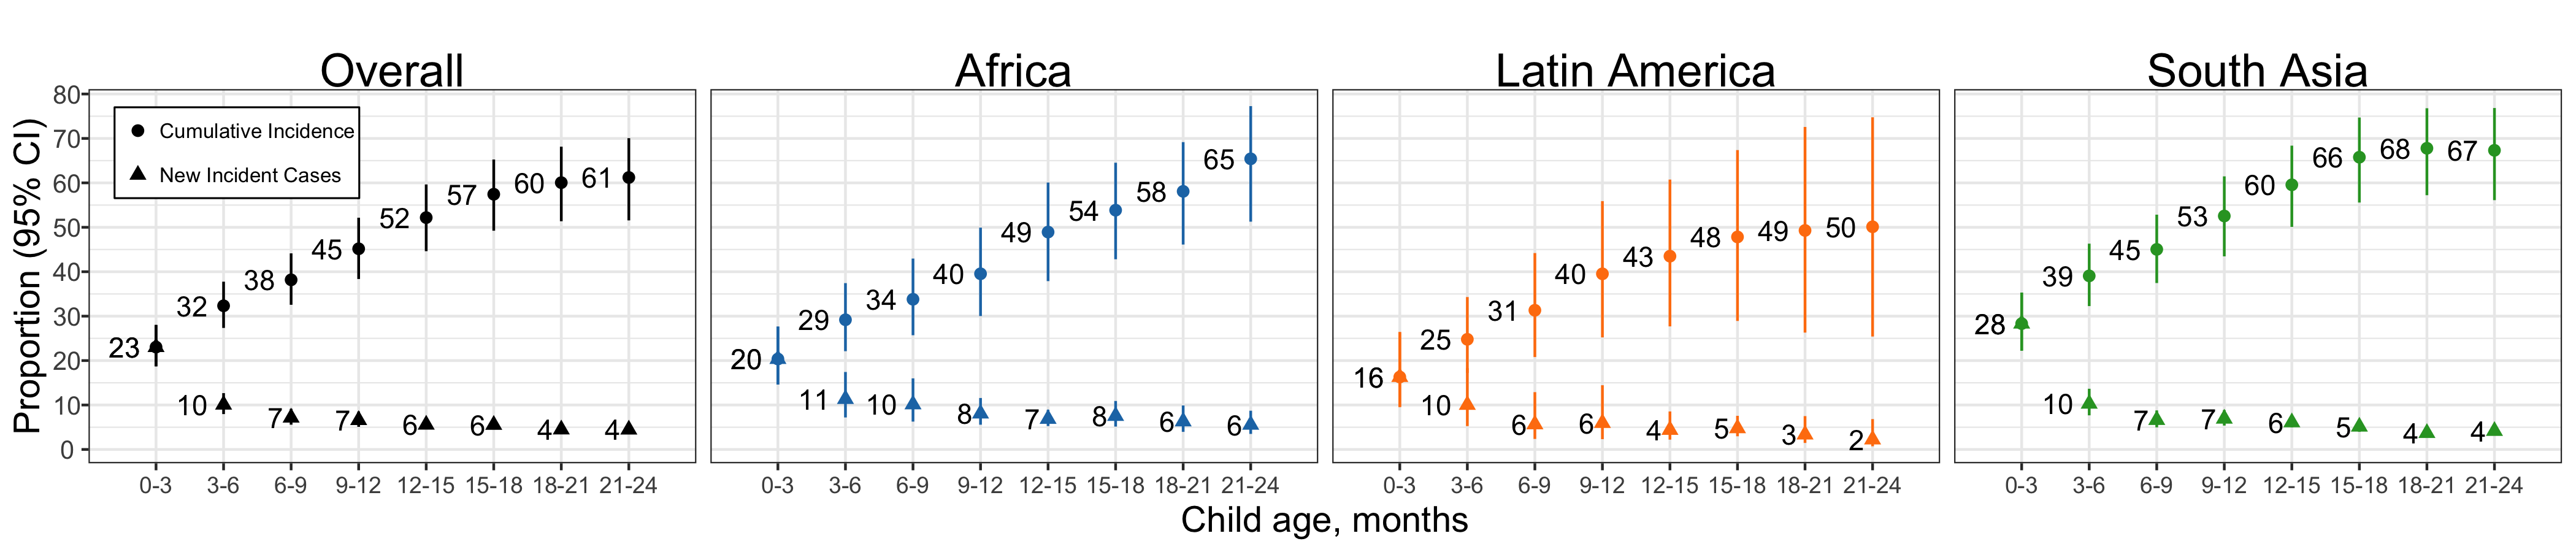 Overall Africa Latin America South Asia
Proportion (95% CI)
80
70
60
50
40
30
20
10
0
Cumulative Incidence
New Incident Cases
23 32 38 45 52 57 60 61
10 7 7 6 6 4 4
20 29 34 40 49 54 58 65
11 10 8 7 8 6 6
16 25 31 40 43 48 49 50
10 6 6 4 5 3 2
28 39 45 53 60 66 68 67
10 7 7 6 5 4 4
0-3 3-6 6-9 9-12 12-15 15-18 18-21 21-24
0-3 3-6 6-9 9-12 12-15 15-18 18-21 21-24
0-3 3-6 6-9 9-12 12-15 15-18 18-21 21-24
0-3 3-6 6-9 9-12 12-15 15-18 18-21 21-24
Child age, months